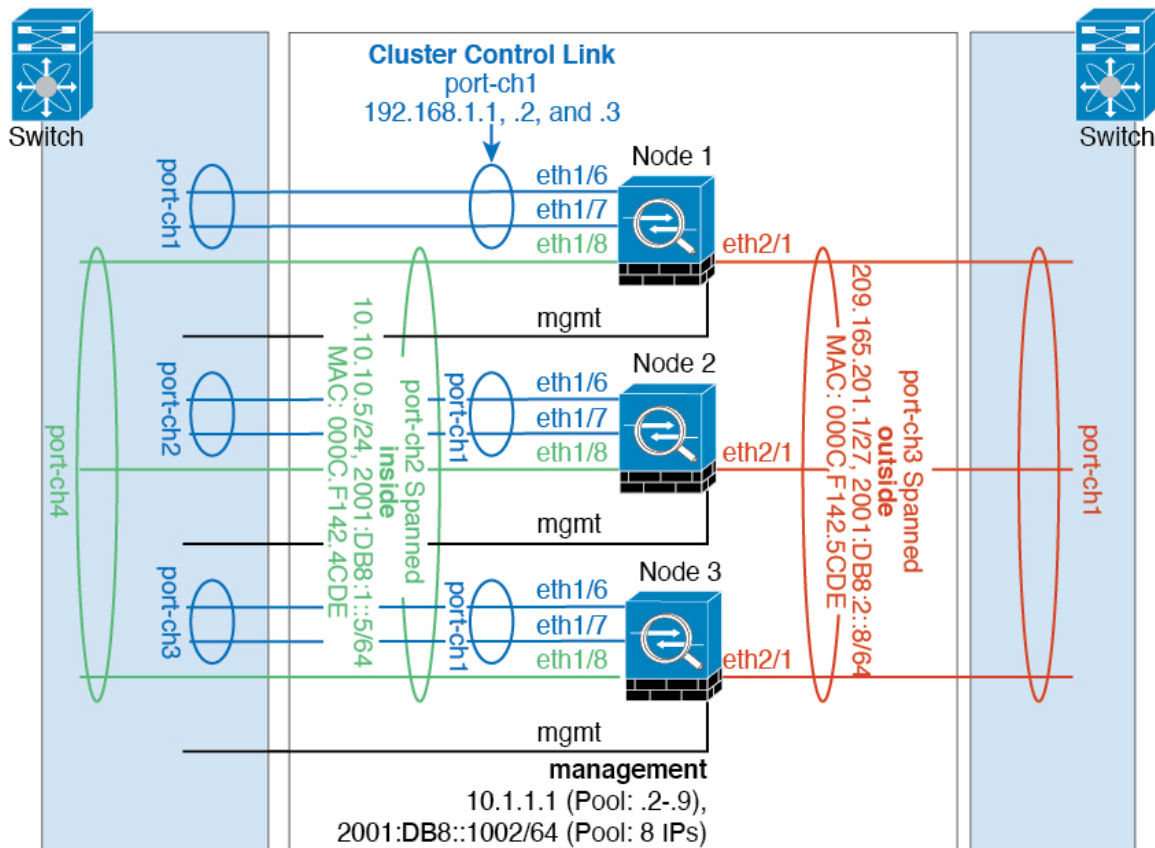 Switch
Switch
Cluster Control Link
port-ch1
192.168.1.1, .2, and .3
Node 1
port-ch1
eth1/6
eth1/7
eth1/8
eth2/1
mgmt
Node 2
port-ch2
port-ch1
eth1/6
eth1/7
eth1/8
eth2/1
mgmt
port-ch4
port-ch2 Spanned
inside
10.10.10.5/24, 2001:DB8:1::5/64
MAC: 000C.F142.4CDE
port-ch3 Spanned
outside
209.165.201.1/27, 2001:DB8:2::8/64
MAC: 000C.F142.5CDE
port-ch1
Node 3
port-ch3
port-ch1
eth1/6
eth1/7
eth1/8
eth2/1
mgmt
management
10.1.1.1 (Pool: .2-.9),
2001:DB8::1002/64 (Pool: 8 IPs)